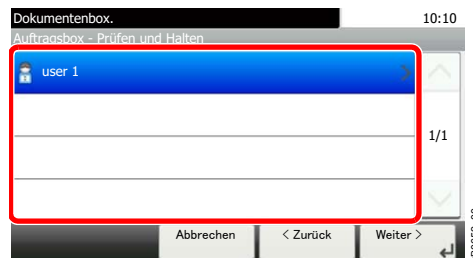 Dokumentenbox. 10:10
Auftragsbox - Prüfen und Halten
user 1
1/1
Abbrechen < Zurück Weiter >